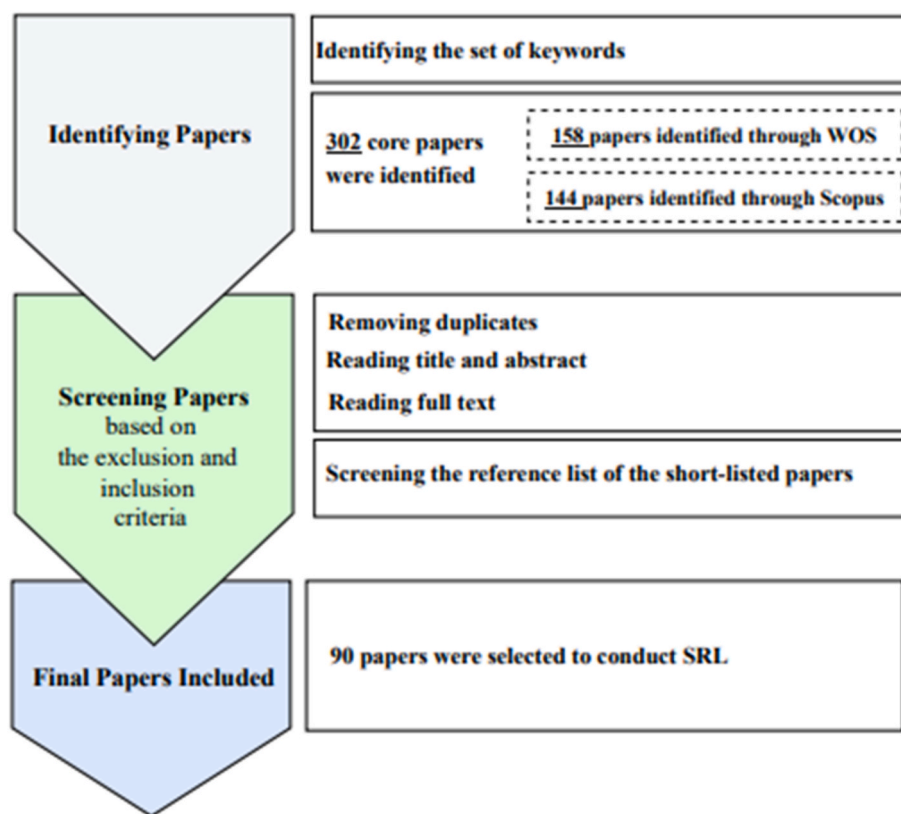 Identifying Papers
Identifying the set of keywords
302 core papers
were identified
158 papers identified through WOS
144 papers identified through Scopus
Screening Papers
based on
the exclusion and
inclusion
criteria
Removing duplicates
Reading title and abstract
Reading full text
Screening the reference list of the short-listed papers
Final Papers Included
90 papers were selected to conduct SRL